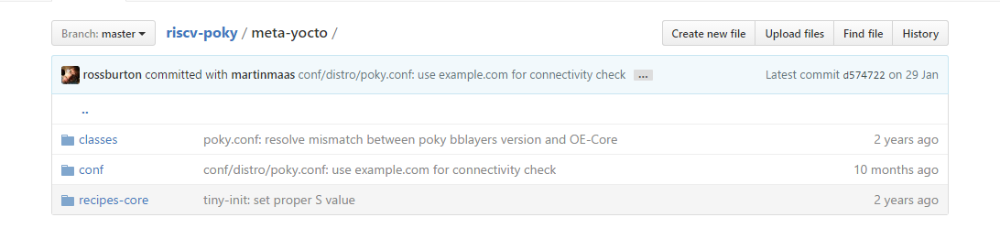 Branch: master riscv-poky / meta-yocto / Create new file Upload files Find file History
rossburton committed with martinmaas conf/distro/poky.conf: use example.com for connectivity check ... Latest commit d574722 on 29 Jan
..
classes poky.conf: resolve mismatch between poky bblayers version and OE-Core 2 years ago
conf conf/distro/poky.conf: use example.com for connectivity check 10 months ago
recipes-core tiny-init: set proper S value 2 years ago